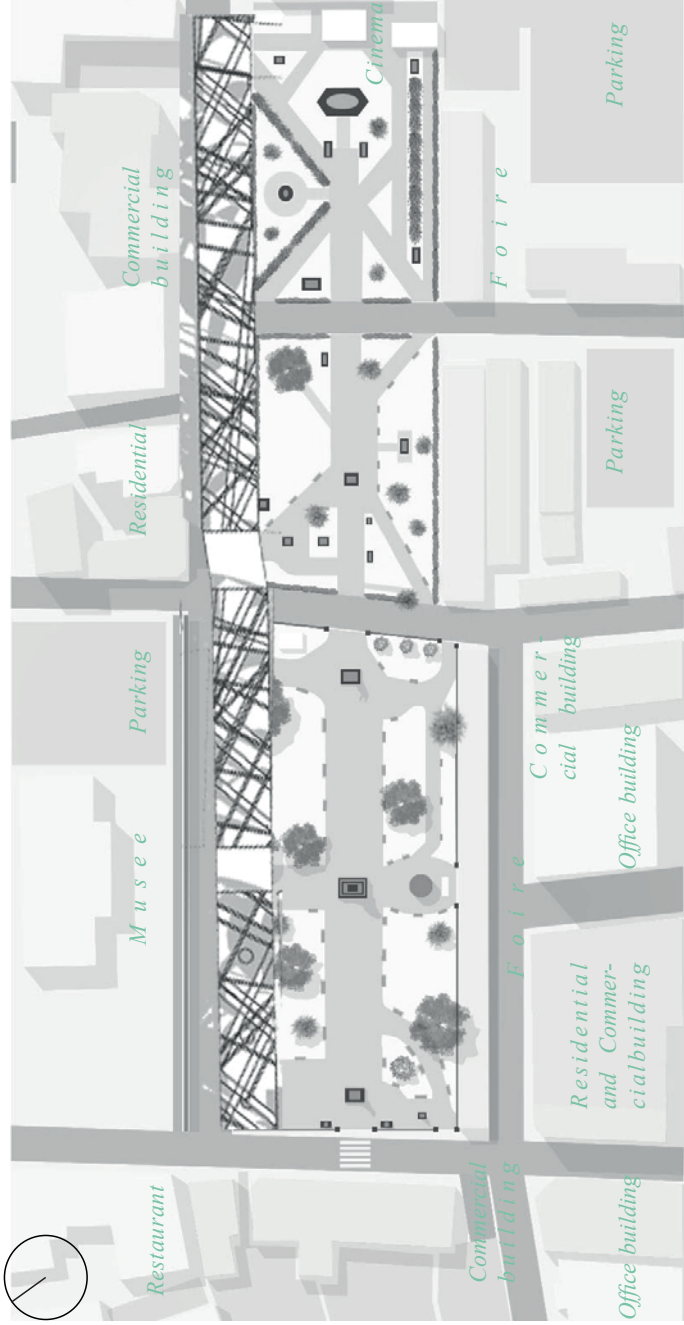 Cinema
Parking
Commercial
building
Foire
Residential
Parking
Parking
Commer-
cial building
Office building
Musee
Foire
Residential
and Commer-
cialbuilding
Restaurant
Commercial
building
Office building